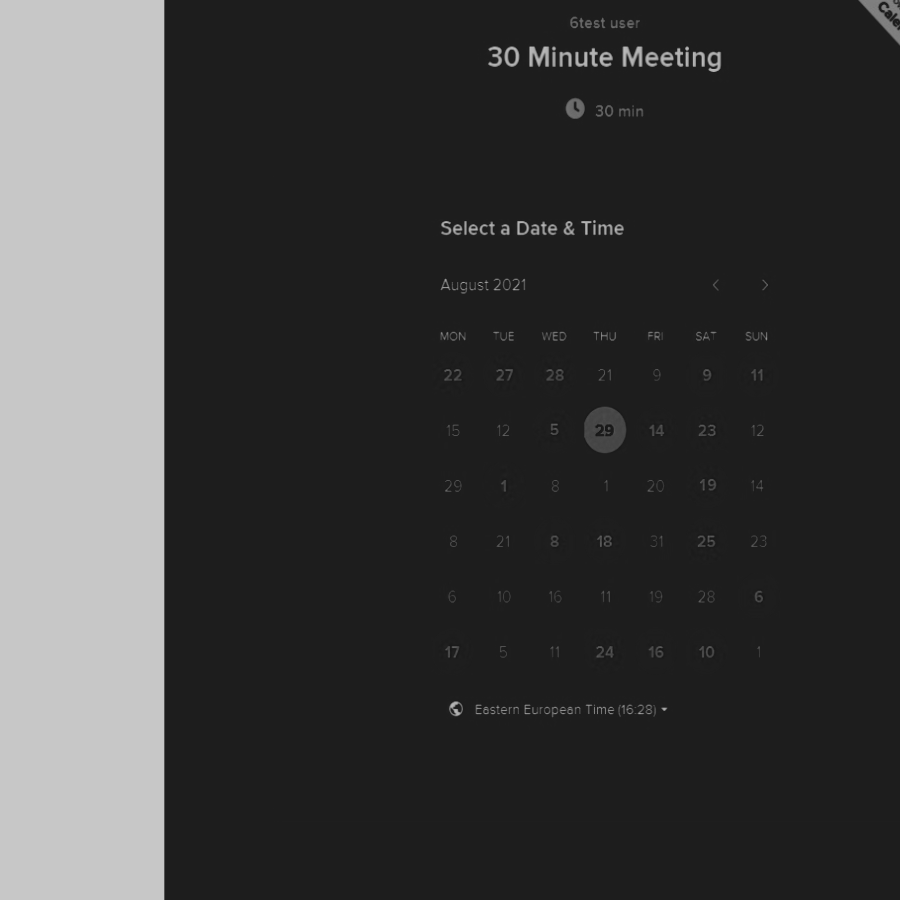 6test user
30 Minute Meeting
30 min
Select a Date & Time
August 2021
MON TUE WED THU FRI SAT SUN
22 27 28 21 9 9 11
15 12 5 29 14 23 12
29 1 8 1 20 19 14
8 21 8 18 31 25 23
6 10 16 11 19 28 6
17 5 11 24 16 10 1
Eastern European Time (16:28)